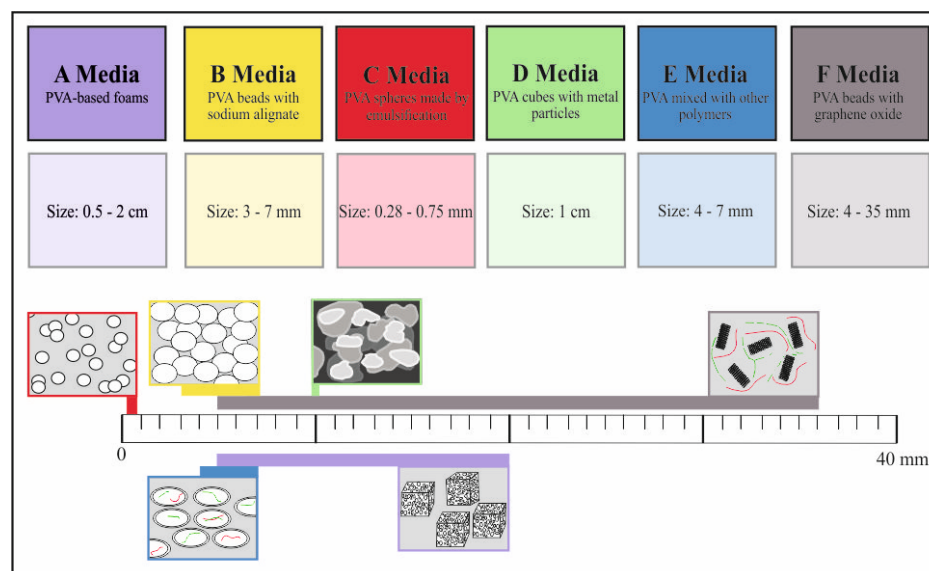 A Media
PVA-based foams
B Media
PVA beads with
sodium alignate
C Media
PVA spheres made by
emulsification
D Media
PVA cubes with metal
particles
E Media
PVA mixed with other
polymers
F Media
PVA beads with
graphene oxide
Size: 0.5 - 2 cm
Size: 3 - 7 mm
Size: 0.28 - 0.75 mm
Size: 1 cm
Size: 4 - 7 mm
Size: 4 - 35 mm
0
40 mm